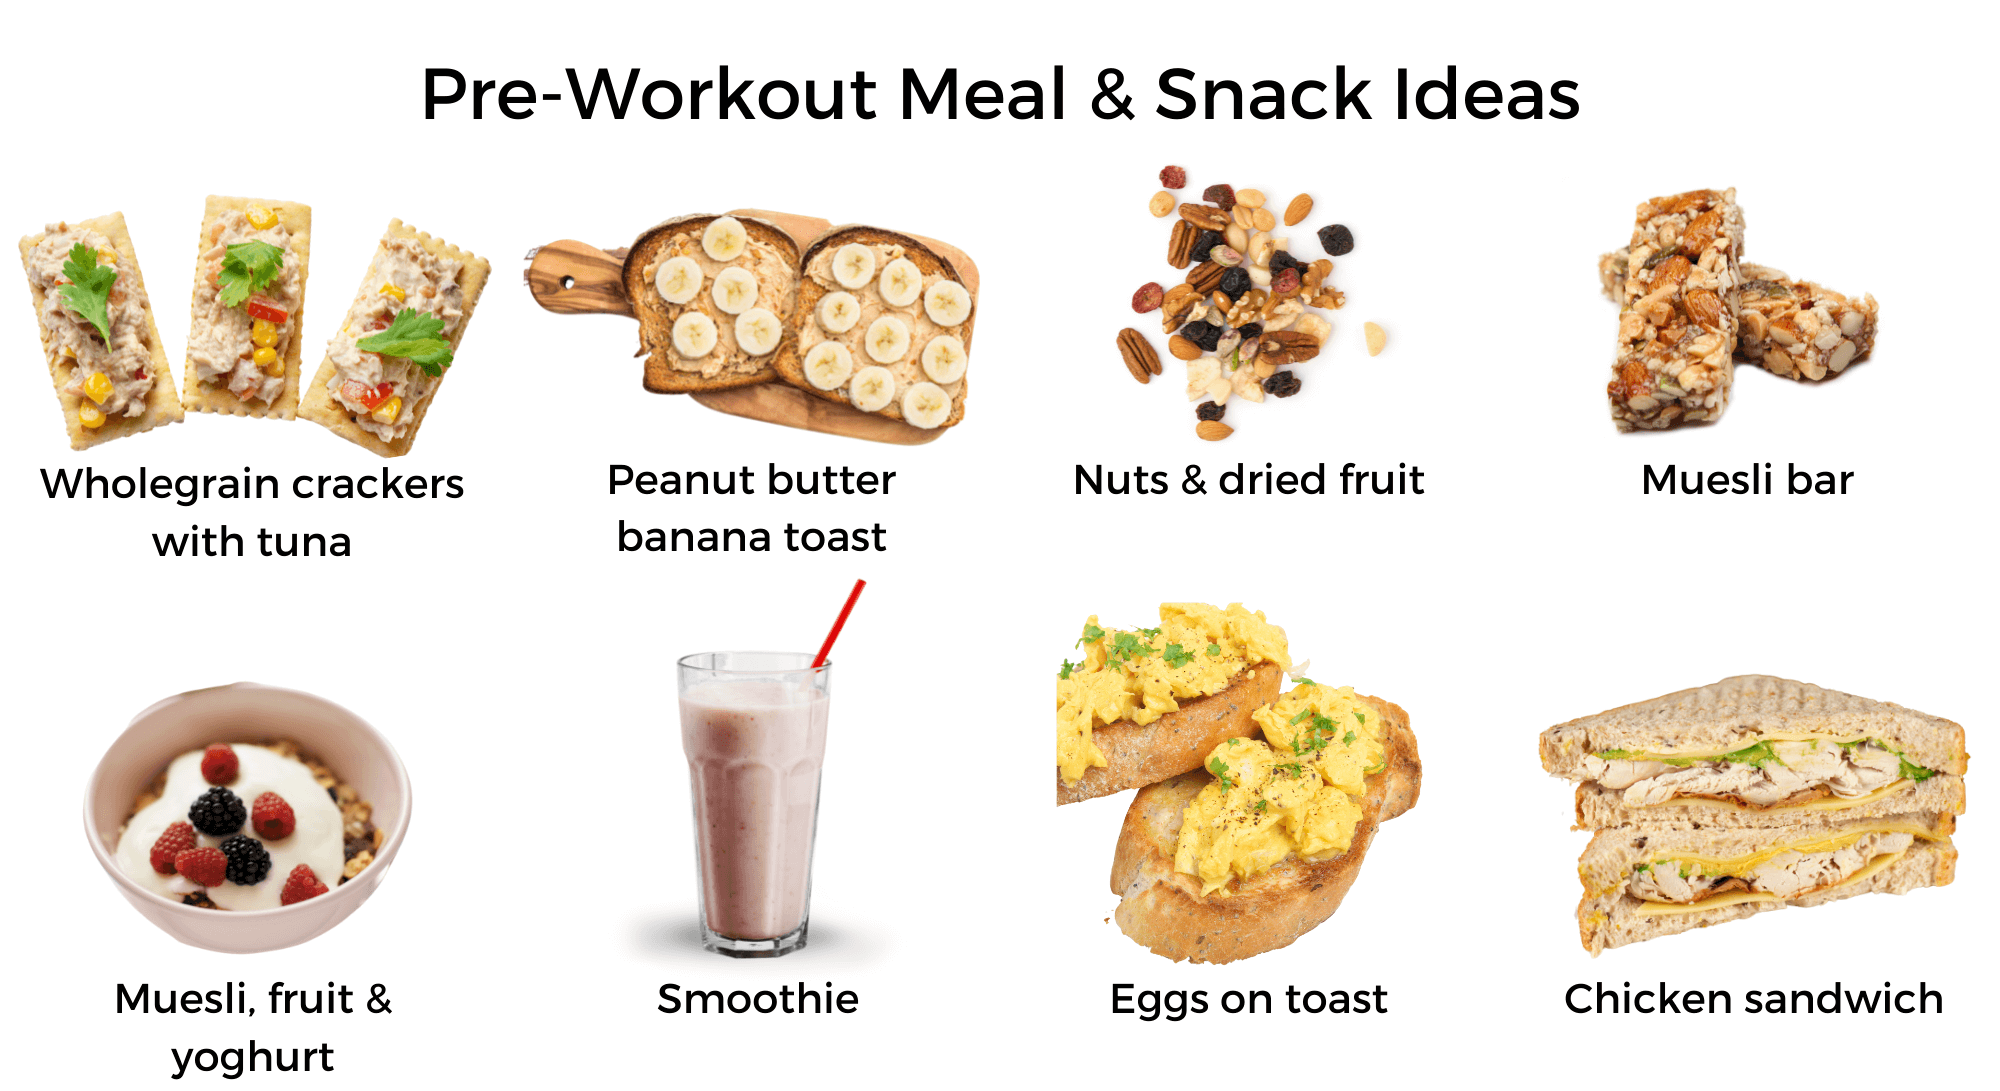 Pre-Workout Meal & Snack Ideas
Wholegrain crackers
with tuna
Peanut butter
banana toast
Nuts & dried fruit
Muesli bar
Muesli, fruit &
yoghurt
Smoothie
Eggs on toast
Chicken sandwich